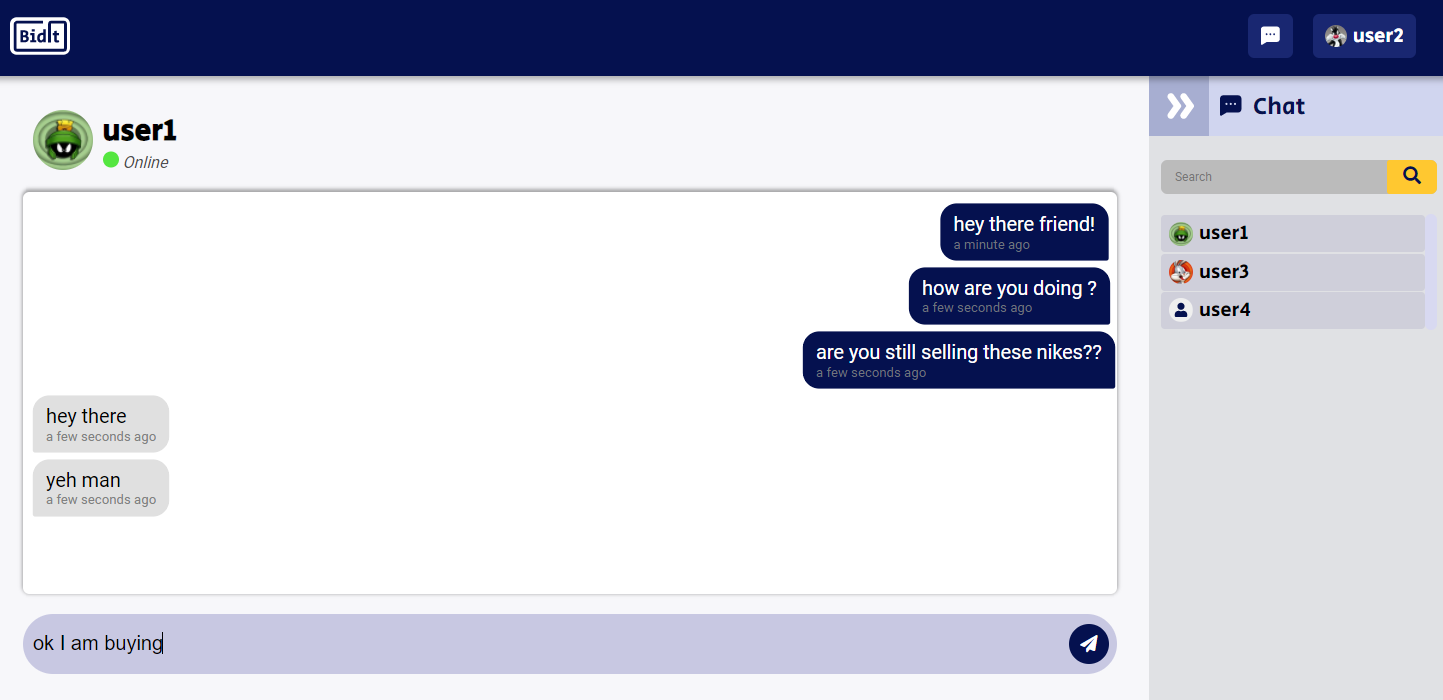 BidIt
user2
user1
Online
Chat
Search
user1
user3
user4
hey there friend!
a minute ago
how are you doing ?
a few seconds ago
are you still selling these nikes??
a few seconds ago
hey there
a few seconds ago
yeh man
a few seconds ago
ok I am buying